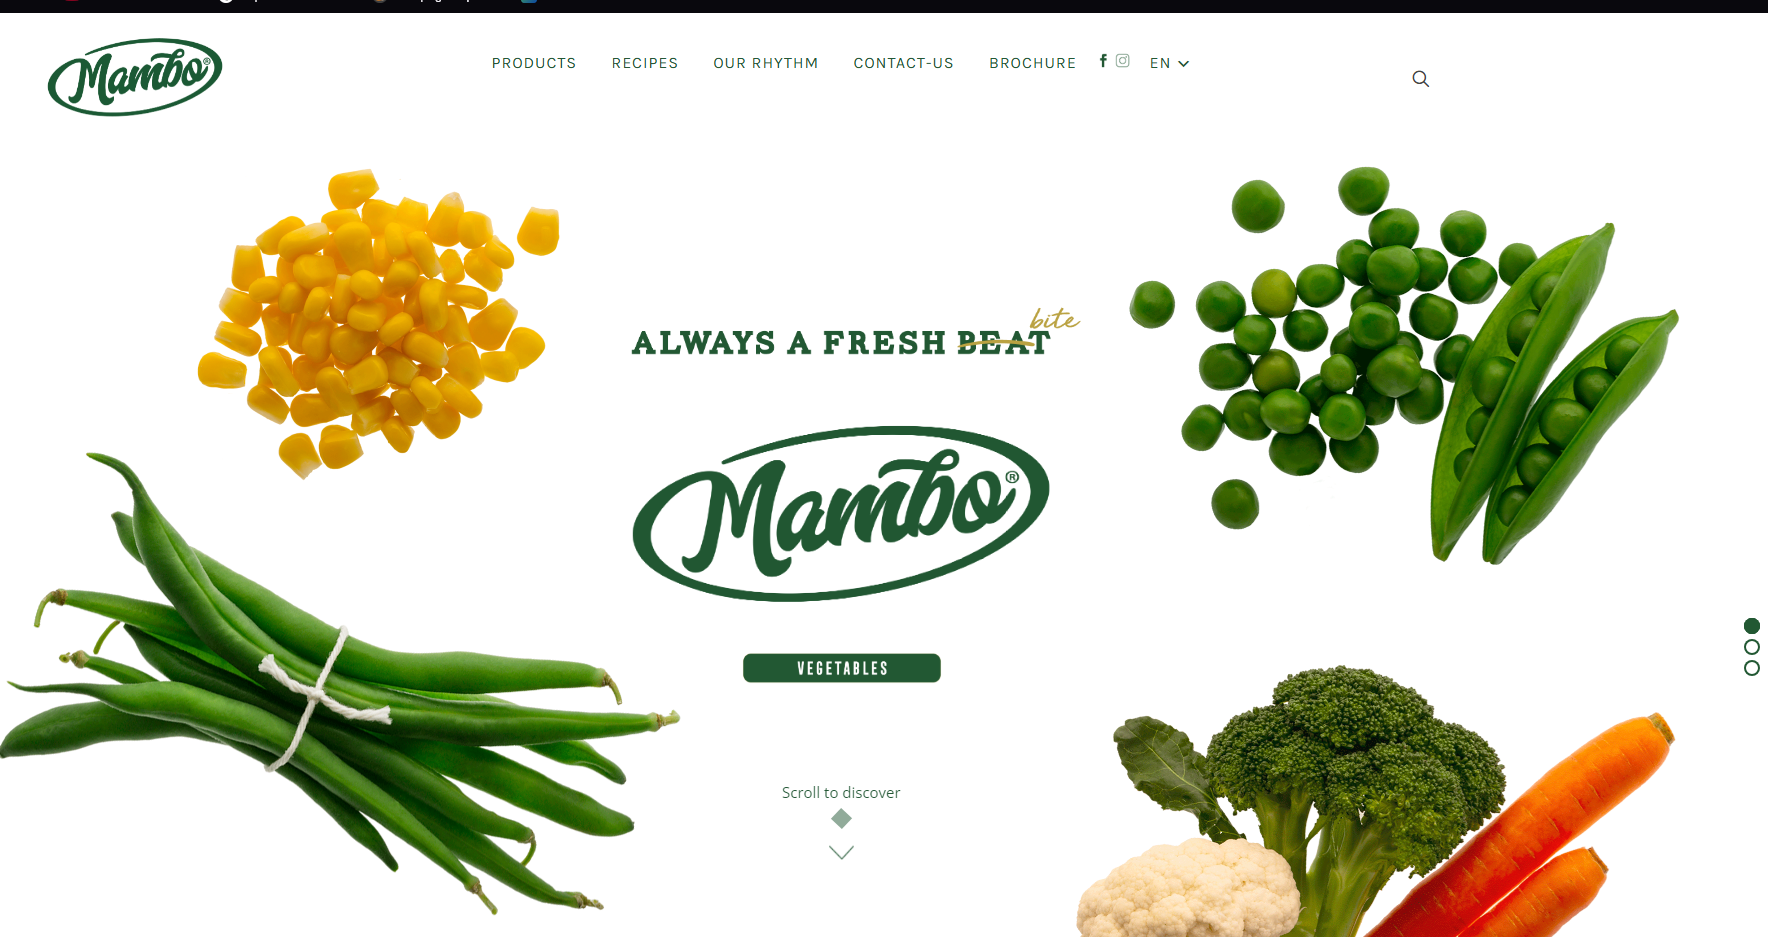 Mambo®
PRODUCTS RECIPES OUR RHYTHM CONTACT-US BROCHURE f EN
bite
ALWAYS A FRESH BEAT
Mambo®
VEGETABLES
Scroll to discover